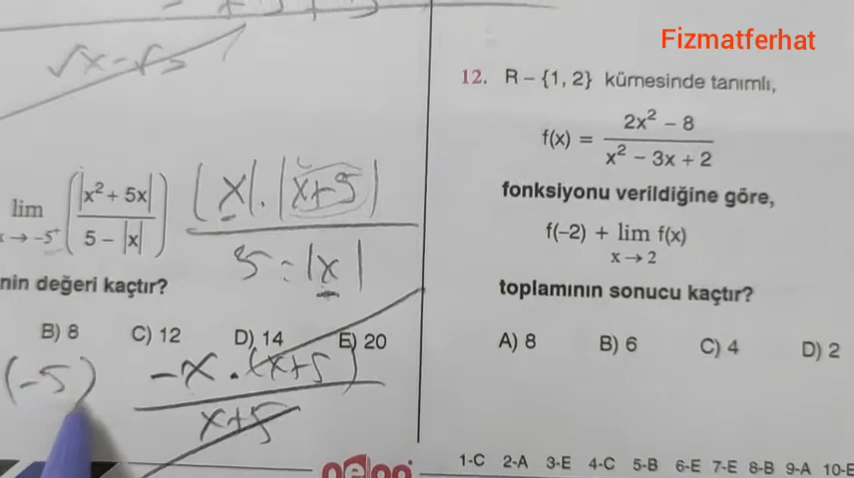 Fizmatferhat
√x-√5
lim
x → -5⁺
(|x² + 5x| / 5 - |x|)
|x|.|x+5|
5-|x|
nin değeri kaçtır?
B) 8 C) 12 D) 14 E) 20
(-5)
-x.(x+5)
x+5
12. R - {1, 2} kümesinde tanımlı,
f(x) = 2x² - 8 / x² - 3x + 2
fonksiyonu verildiğine göre,
f(-2) + lim f(x)
x → 2
toplamının sonucu kaçtır?
A) 8 B) 6 C) 4 D) 2
1-C 2-A 3-E 4-C 5-B 6-E 7-E 8-B 9-A 10-E